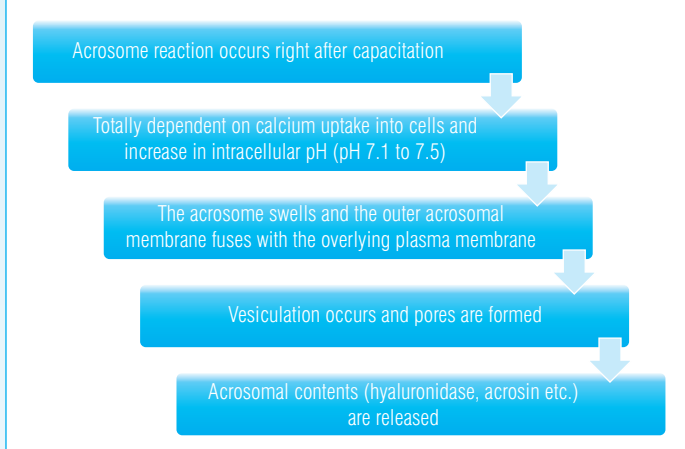 Acrosome reaction occurs right after capacitation
Totally dependent on calcium uptake into cells and
increase in intracellular pH (pH 7.1 to 7.5)
The acrosome swells and the outer acrosomal
membrane fuses with the overlying plasma membrane
Vesiculation occurs and pores are formed
Acrosomal contents (hyaluronidase, acrosin etc.)
are released